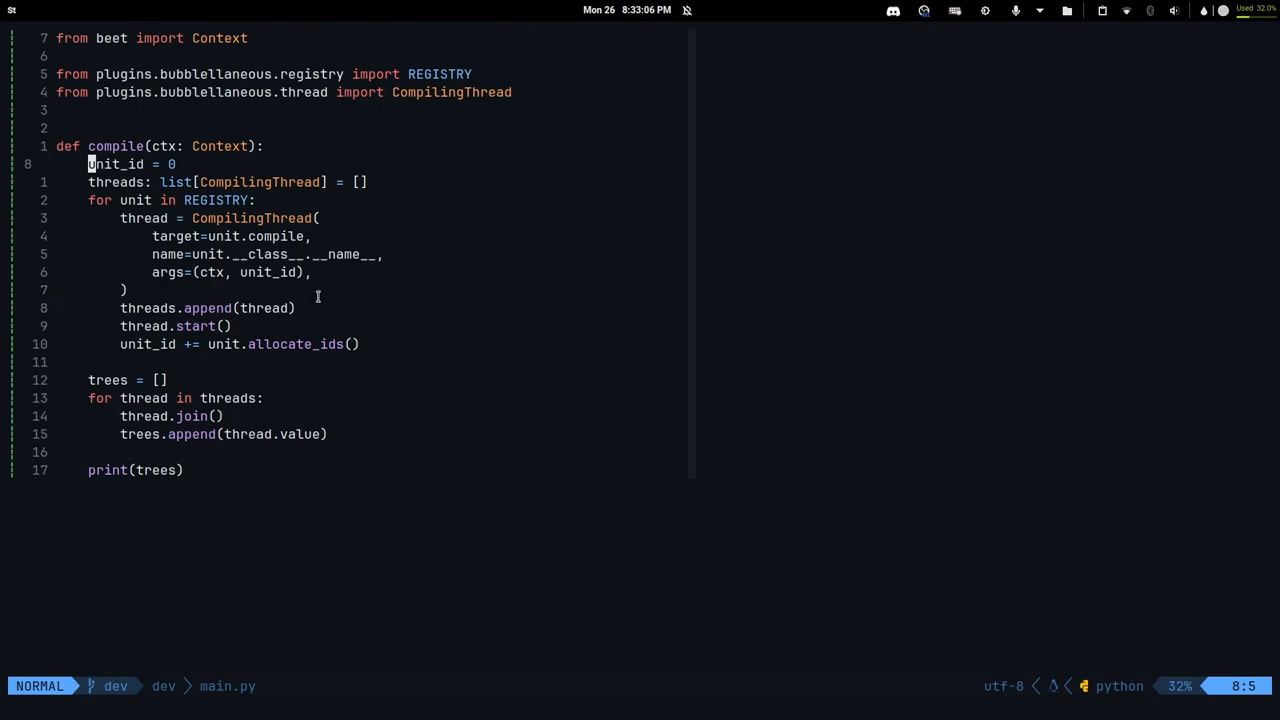 St
Mon 26 8:33:06 PM
Used 32.0%
7 from beet import Context
6
5 from plugins.bubblellaneous.registry import REGISTRY
4 from plugins.bubblellaneous.thread import CompilingThread
3
2
1 def compile(ctx: Context):
8 unit_id = 0
1 threads: list[CompilingThread] = []
2 for unit in REGISTRY:
3 thread = CompilingThread(
4 target=unit.compile,
5 name=unit.__class__.__name__,
6 args=(ctx, unit_id),
7 )
8 threads.append(thread)
9 thread.start()
10 unit_id += unit.allocate_ids()
11
12 trees = []
13 for thread in threads:
14 thread.join()
15 trees.append(thread.value)
16
17 print(trees)
NORMAL dev dev main.py utf-8 python 32% 8:5